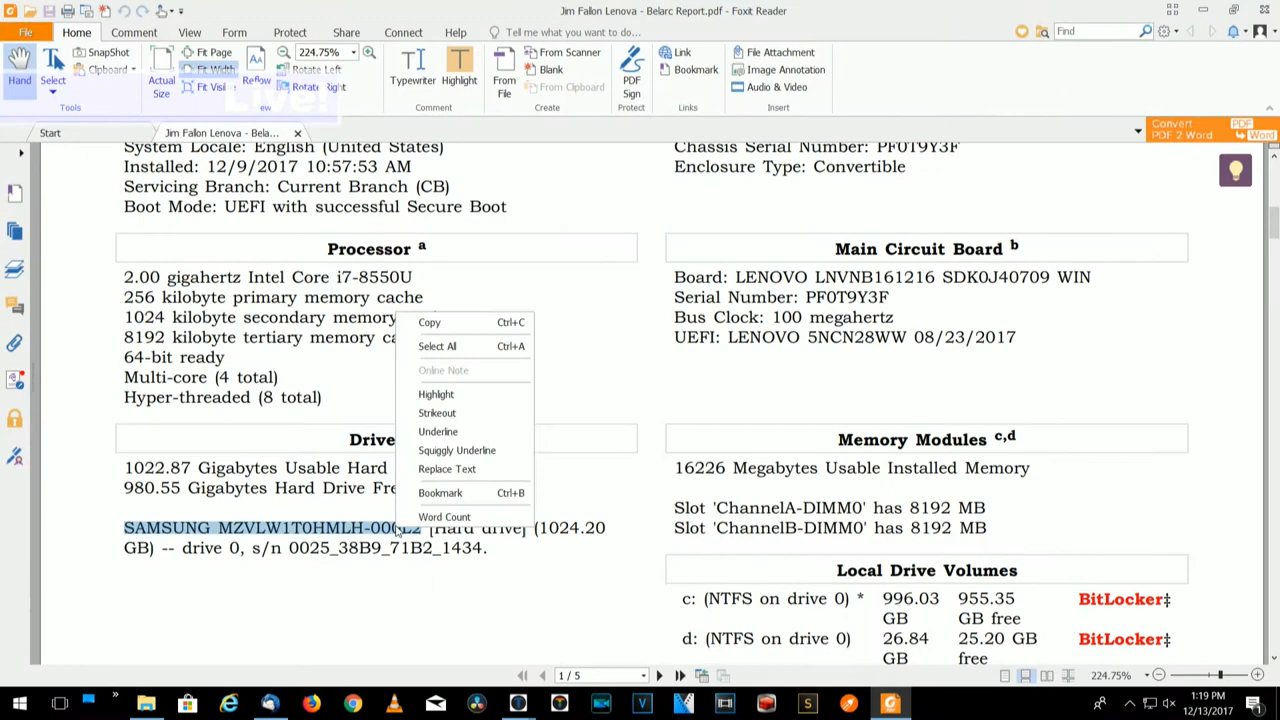 Jim Fallon Lenova - Belarc Report.pdf - Foxit Reader
File Home Comment View Form Protect Share Connect Help Tell me what you want to do... Find
Hand
Select
SnapShot
Clipboard
Tools
Actual Size
Fit Page
Fit Width
Reflow
224.75%
Rotate Left
Rotate Right
Live!
Typewriter
Highlight
Comment
From File
From Scanner
Blank
From Clipboard
Create
PDF Sign
Protect
Link
Bookmark
Links
File Attachment
Image Annotation
Audio & Video
Insert
Start
Jim Fallon Lenova - Bela...
Convert
PDF 2 Word
PDF
Word
System Locale: English (United States)
Installed: 12/9/2017 10:57:53 AM
Servicing Branch: Current Branch (CB)
Boot Mode: UEFI with successful Secure Boot
Chassis Serial Number: PF0T9Y3F
Enclosure Type: Convertible
Processor a
2.00 gigahertz Intel Core i7-8550U
256 kilobyte primary memory cache
1024 kilobyte secondary memory
8192 kilobyte tertiary memory
64-bit ready
Multi-core (4 total)
Hyper-threaded (8 total)
Main Circuit Board b
Board: LENOVO LNVNB161216 SDK0J40709 WIN
Serial Number: PF0T9Y3F
Bus Clock: 100 megahertz
UEFI: LENOVO 5NCN28WW 08/23/2017
Copy Ctrl+C
Select All Ctrl+A
Online Note
Highlight
Strikeout
Underline
Squiggly Underline
Replace Text
Bookmark Ctrl+B
Word Count
Drive
1022.87 Gigabytes Usable Hard
980.55 Gigabytes Hard Drive
SAMSUNG MZVLW1T0HMLH-000L2 [Hard drive] (1024.20
GB) -- drive 0, s/n 0025_38B9_71B2_1434.
Memory Modules c,d
16226 Megabytes Usable Installed Memory
Slot 'ChannelA-DIMM0' has 8192 MB
Slot 'ChannelB-DIMM0' has 8192 MB
Local Drive Volumes
c: (NTFS on drive 0) * 996.03 GB 955.35 GB free BitLocker‡
d: (NTFS on drive 0) 26.84 GB 25.20 GB free BitLocker‡
1 / 5
224.75%
1:19 PM
12/13/2017